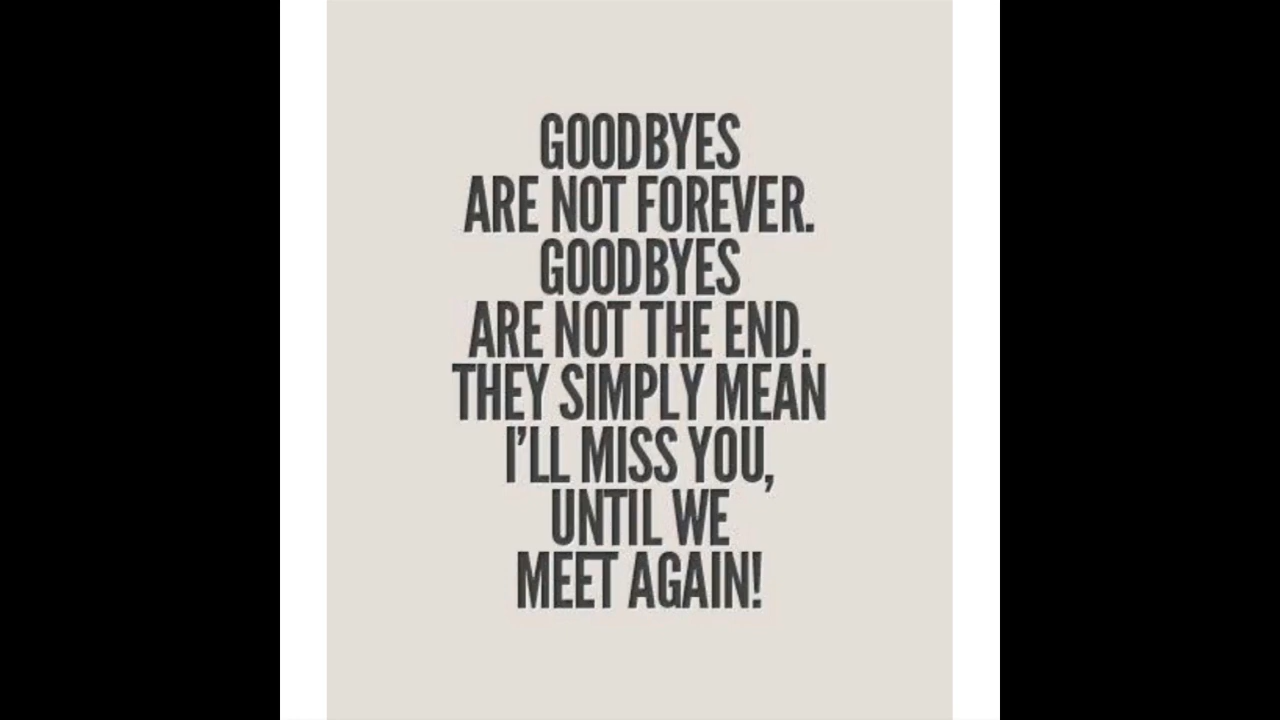 GOODBYES
ARE NOT FOREVER.
GOODBYES
ARE NOT THE END.
THEY SIMPLY MEAN
I'LL MISS YOU,
UNTIL WE
MEET AGAIN!